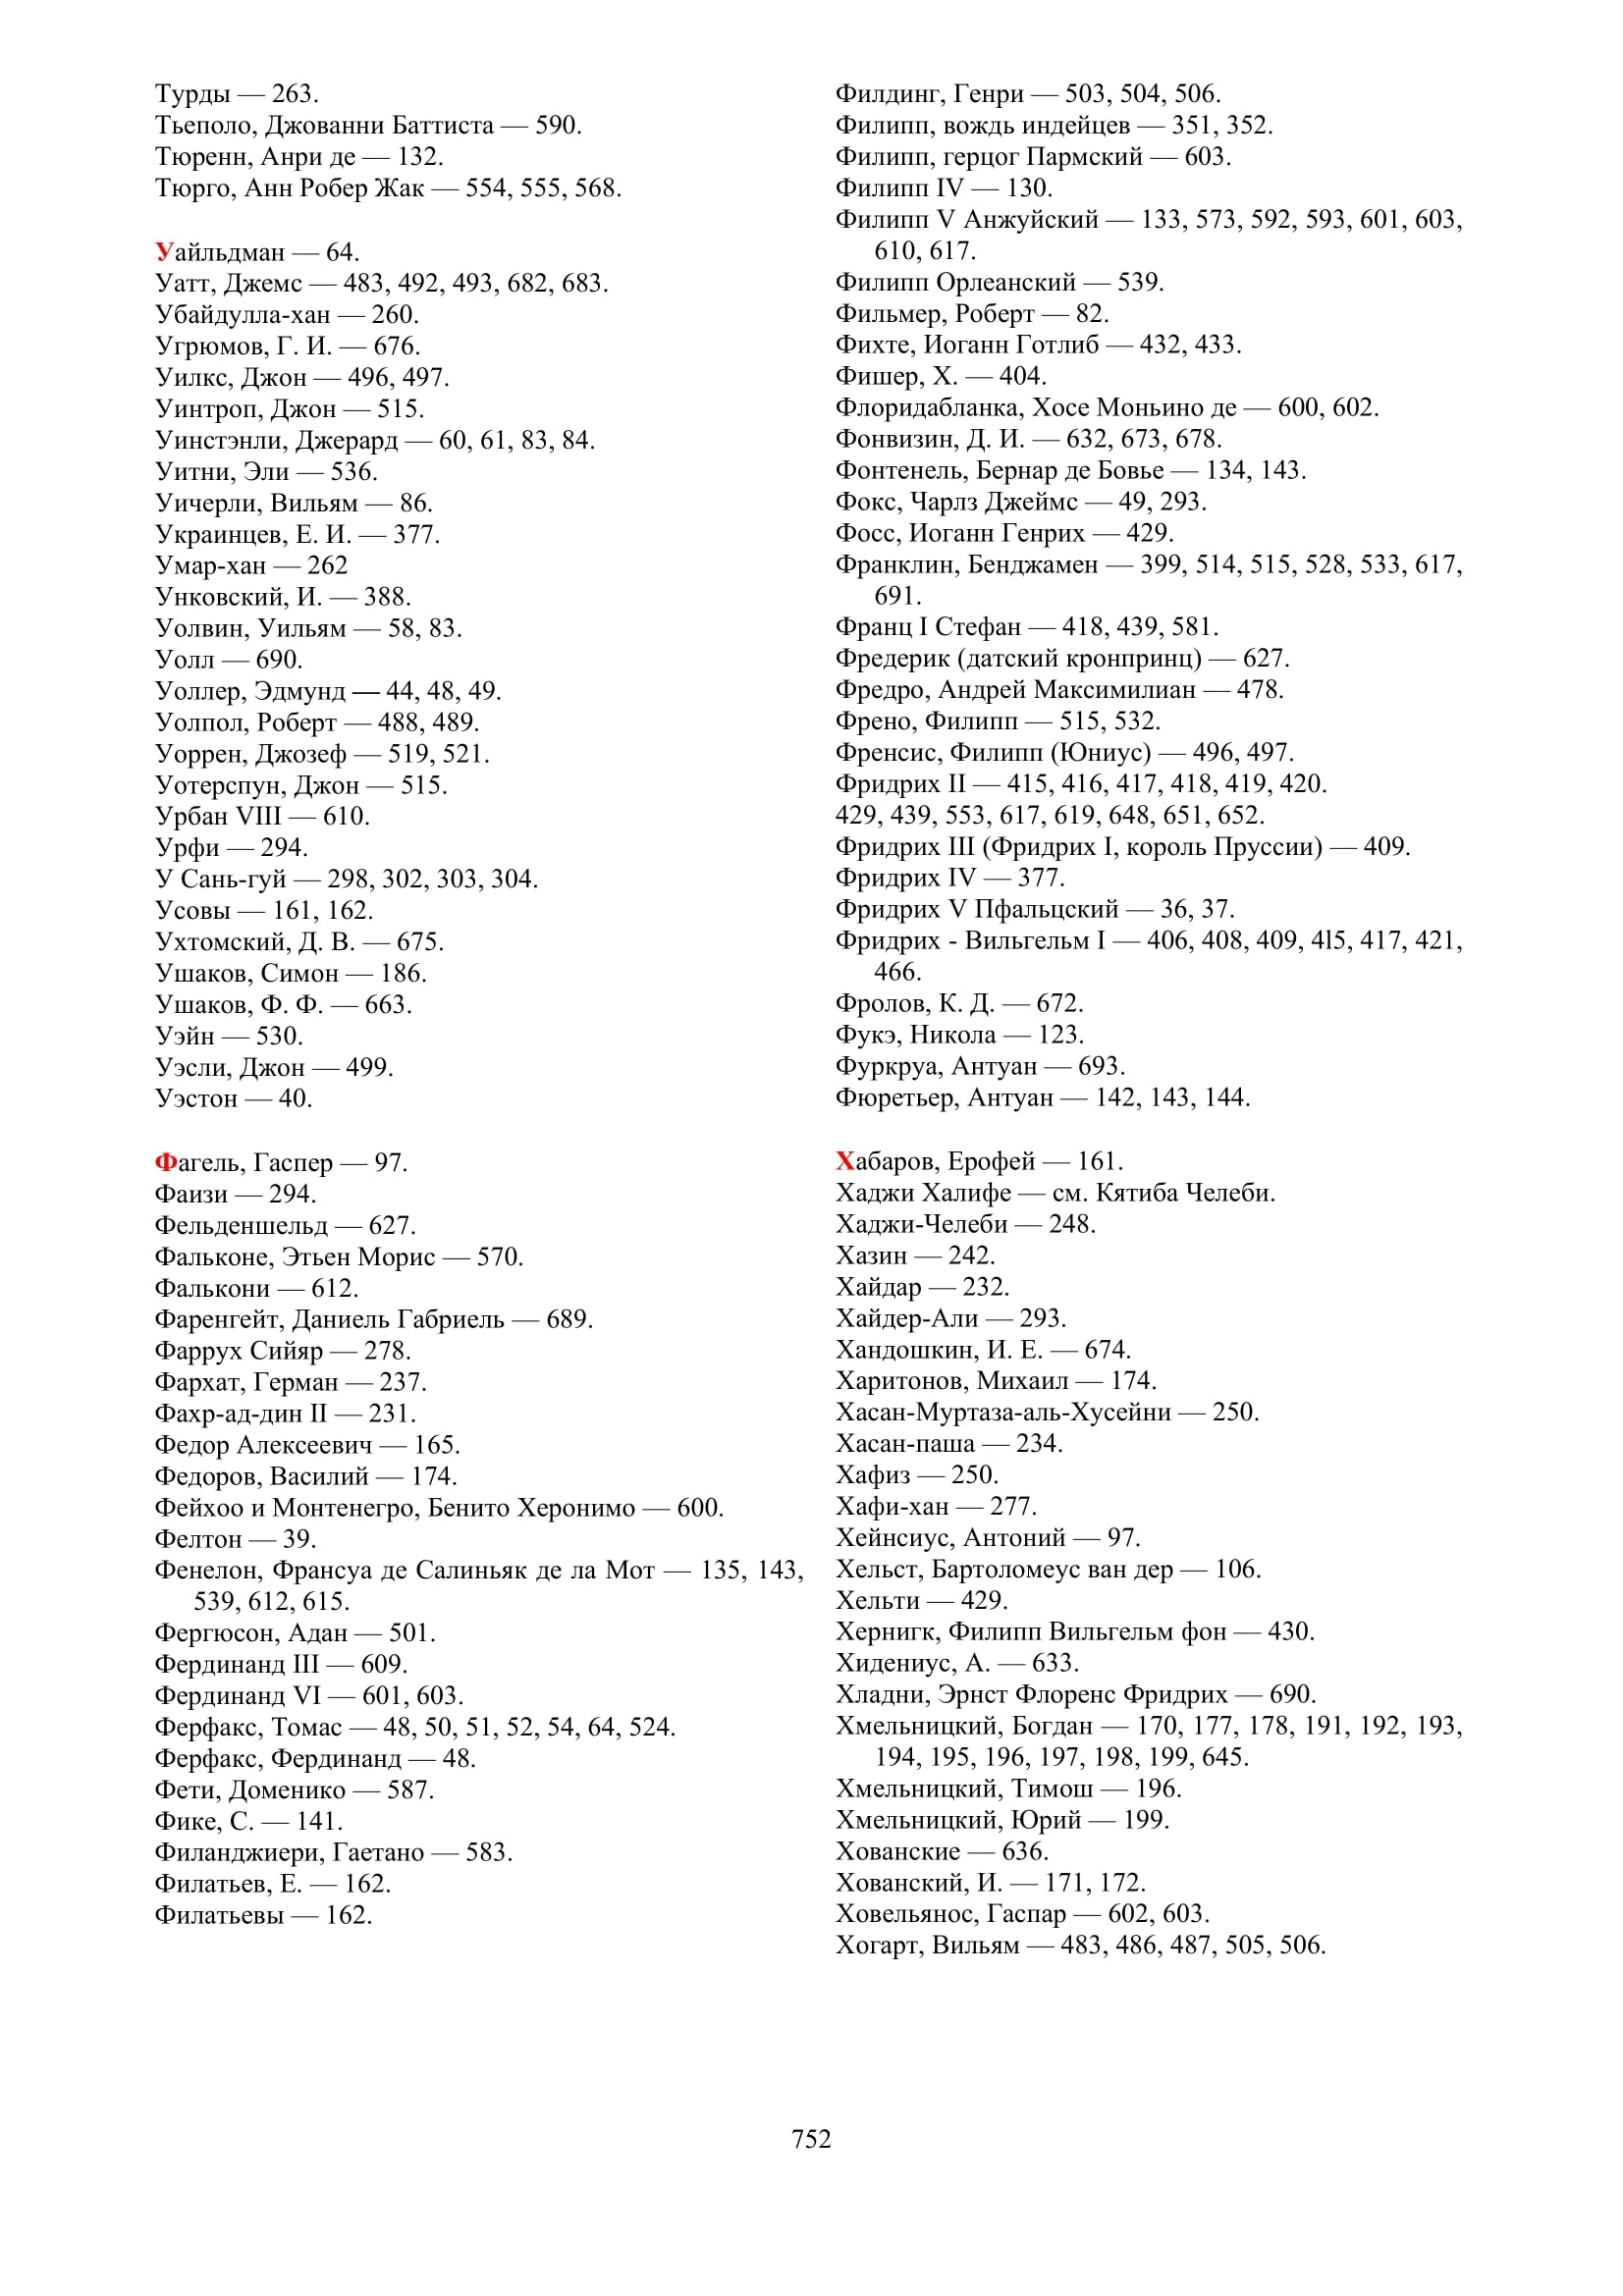 Турды — 263.
Тьеполо, Джованни Баттиста — 590.
Тюренн, Анри де — 132.
Тюрго, Анн Робер Жак — 554, 555, 568.
Уайльдман — 64.
Уатт, Джемс — 483, 492, 493, 682, 683.
Убайдулла-хан — 260.
Угрюмов, Г. И. — 676.
Уилкс, Джон — 496, 497.
Уинтроп, Джон — 515.
Уинстэнли, Джерард — 60, 61, 83, 84.
Уитни, Эли — 536.
Уичерли, Вильям — 86.
Украинцев, Е. И. — 377.
Умар-хан — 262
Унковский, И. — 388.
Уолвин, Уильям — 58, 83.
Уолл — 690.
Уоллер, Эдмунд — 44, 48, 49.
Уолпол, Роберт — 488, 489.
Уоррен, Джозеф — 519, 521.
Уотерспун, Джон — 515.
Урбан VIII — 610.
Урфи — 294.
У Сань-гуй — 298, 302, 303, 304.
Усовы — 161, 162.
Ухтомский, Д. В. — 675.
Ушаков, Симон — 186.
Ушаков, Ф. Ф. — 663.
Уэйн — 530.
Уэсли, Джон — 499.
Уэстон — 40.
Фагель, Гаспер — 97.
Фаизи — 294.
Фельденшельд — 627.
Фальконе, Этьен Морис — 570.
Фалькони — 612.
Фаренгейт, Даниель Габриель — 689.
Фаррух Сийяр — 278.
Фархат, Герман — 237.
Фахр-ад-дин II — 231.
Федор Алексеевич — 165.
Федоров, Василий — 174.
Фейхоо и Монтенегро, Бенито Херонимо — 600.
Фелтон — 39.
Фенелон, Франсуа де Салиньяк де ла Мот — 135, 143,
539, 612, 615.
Фергюсон, Адан — 501.
Фердинанд III — 609.
Фердинанд VI — 601, 603.
Ферфакс, Томас — 48, 50, 51, 52, 54, 64, 524.
Ферфакс, Фердинанд — 48.
Фети, Доменико — 587.
Фике, С. — 141.
Филанджиери, Гаетано — 583.
Филатьев, Е. — 162.
Филатьевы — 162.
Филдинг, Генри — 503, 504, 506.
Филипп, вождь индейцев — 351, 352.
Филипп, герцог Пармский — 603.
Филипп IV — 130.
Филипп V Анжуйский — 133, 573, 592, 593, 601, 603,
610, 617.
Филипп Орлеанский — 539.
Фильмер, Роберт — 82.
Фихте, Иоганн Готлиб — 432, 433.
Фишер, Х. — 404.
Флоридабланка, Хосе Моньино де — 600, 602.
Фонвизин, Д. И. — 632, 673, 678.
Фонтенель, Бернар де Бовье — 134, 143.
Фокс, Чарлз Джеймс — 49, 293.
Фосс, Иоганн Генрих — 429.
Франклин, Бенджамен — 399, 514, 515, 528, 533, 617,
691.
Франц I Стефан — 418, 439, 581.
Фредерик (датский кронпринц) — 627.
Фредро, Андрей Максимилиан — 478.
Френо, Филипп — 515, 532.
Френсис, Филипп (Юниус) — 496, 497.
Фридрих II — 415, 416, 417, 418, 419, 420.
429, 439, 553, 617, 619, 648, 651, 652.
Фридрих III (Фридрих I, король Пруссии) — 409.
Фридрих IV — 377.
Фридрих V Пфальцский — 36, 37.
Фридрих - Вильгельм I — 406, 408, 409, 4l5, 417, 421,
466.
Фролов, К. Д. — 672.
Фукэ, Никола — 123.
Фуркруа, Антуан — 693.
Фюретьер, Антуан — 142, 143, 144.
Хабаров, Ерофей — 161.
Хаджи Халифе — см. Кятиба Челеби.
Хаджи-Челеби — 248.
Хазин — 242.
Хайдар — 232.
Хайдер-Али — 293.
Хандошкин, И. Е. — 674.
Харитонов, Михаил — 174.
Хасан-Муртаза-аль-Хусейни — 250.
Хасан-паша — 234.
Хафиз — 250.
Хафи-хан — 277.
Хейнсиус, Антоний — 97.
Хельст, Бартоломеус ван дер — 106.
Хельти — 429.
Хернигк, Филипп Вильгельм фон — 430.
Хидениус, А. — 633.
Хладни, Эрнст Флоренс Фридрих — 690.
Хмельницкий, Богдан — 170, 177, 178, 191, 192, 193,
194, 195, 196, 197, 198, 199, 645.
Хмельницкий, Тимош — 196.
Хмельницкий, Юрий — 199.
Хованские — 636.
Хованский, И. — 171, 172.
Ховельянос, Гаспар — 602, 603.
Хогарт, Вильям — 483, 486, 487, 505, 506.
752